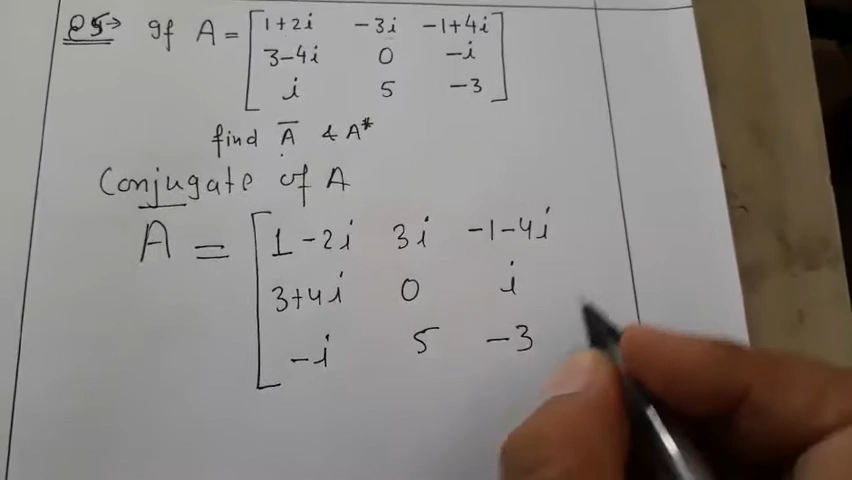 Q5→ If A = [ 1+2i -3i -1+4i
3-4i 0 -i
i 5 -3 ]
find A̅ & A*
Conjugate of A
A = [ 1-2i 3i -1-4i
3+4i 0 i
-i 5 -3